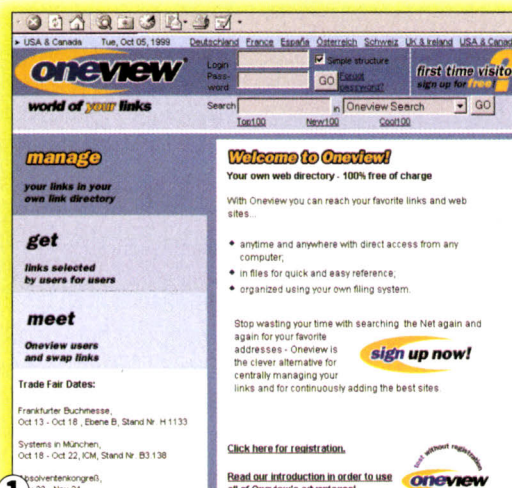 USA & Canada Tue, Oct 05, 1999 Deutschland France España Österreich Schweiz UK & Ireland USA & Canad
oneview
Login
Simple structure
Pass-
word
GO
Forgot
password?
first time visito
sign up for free
world of your links
Search
in
Oneview Search
GO
Top100 New100 Cool100
manage
your links in your
own link directory
get
links selected
by users for users
meet
Oneview users
and swap links
Trade Fair Dates:
Frankfurter Buchmesse,
Oct 13 - Oct 18 , Ebene B, Stand Nr. H 1133
Systems in München,
Oct 18 - Oct 22, ICM, Stand Nr. B3.138
Absolventenkongreß,
1
Welcome to Oneview!
Your own web directory - 100% free of charge
With Oneview you can reach your favorite links and web
sites...
anytime and anywhere with direct access from any
computer;
in files for quick and easy reference;
organized using your own filing system.
Stop wasting your time with searching the Net again and
again for your favorite
addresses - Oneview is
the clever alternative for
centrally managing your
links and for continuously adding the best sites.
sign up now!
Click here for registration.
Read our introduction in order to use
test without registration
oneview